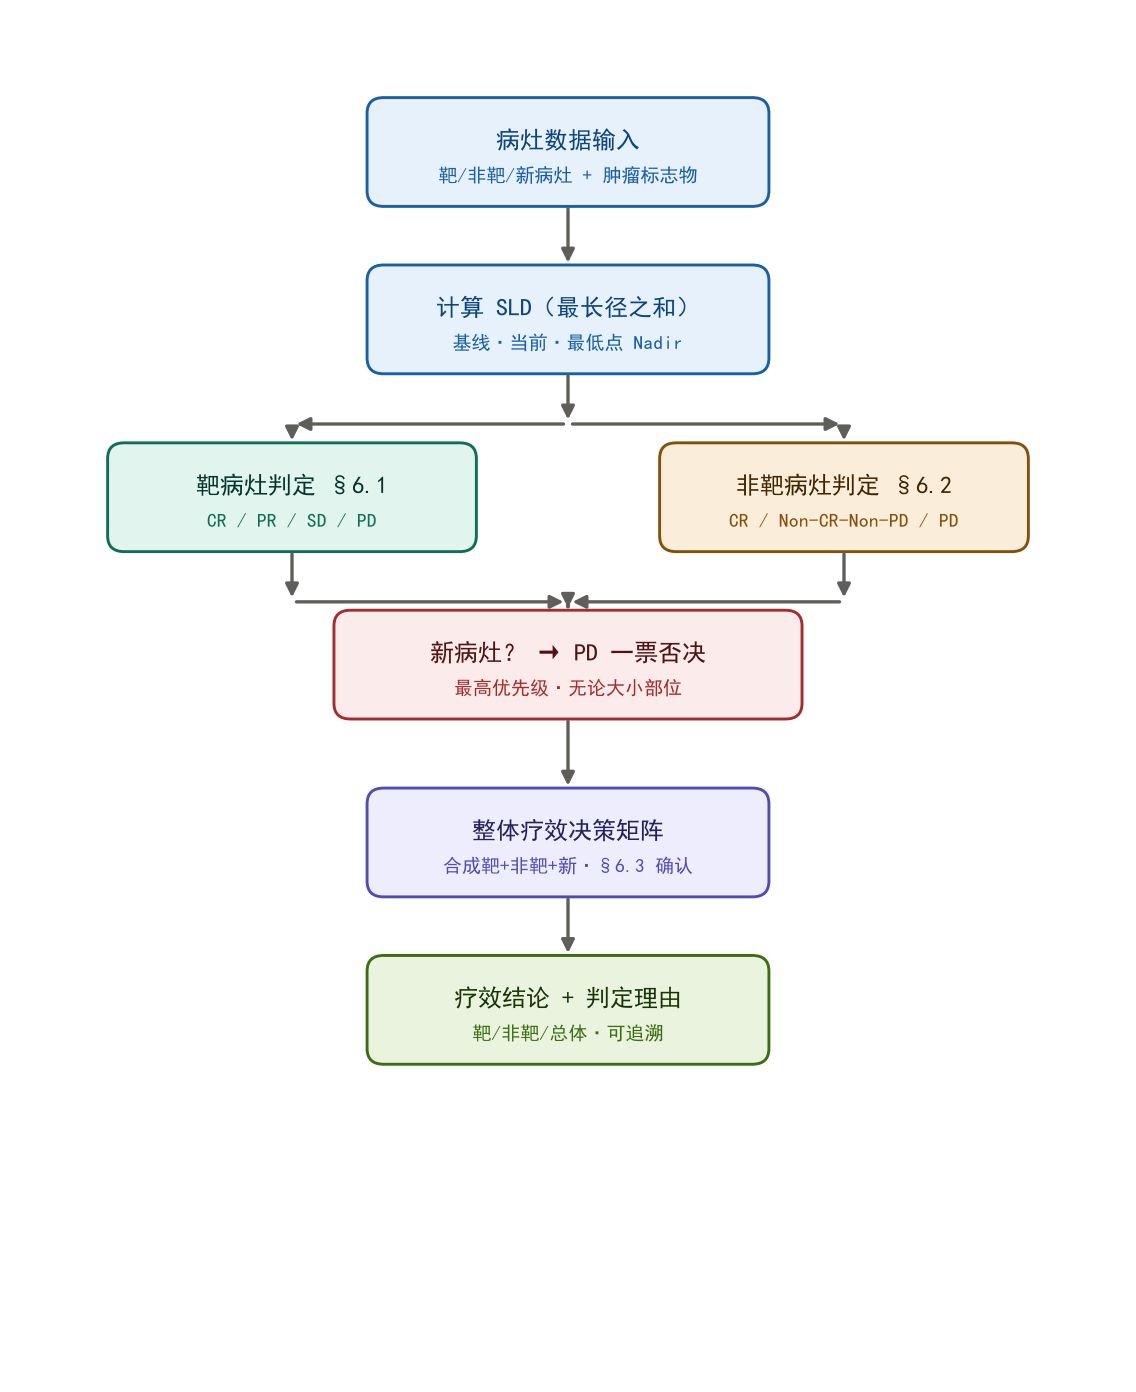 病灶数据输入
靶/非靶/新病灶 + 肿瘤标志物
计算 SLD（最长径之和）
基线·当前·最低点 Nadir
靶病灶判定 §6.1
CR / PR / SD / PD
非靶病灶判定 §6.2
CR / Non-CR-Non-PD / PD
新病灶? → PD 一票否决
最高优先级·无论大小部位
整体疗效决策矩阵
合成靶+非靶+新·§6.3 确认
疗效结论 + 判定理由
靶/非靶/总体·可追溯